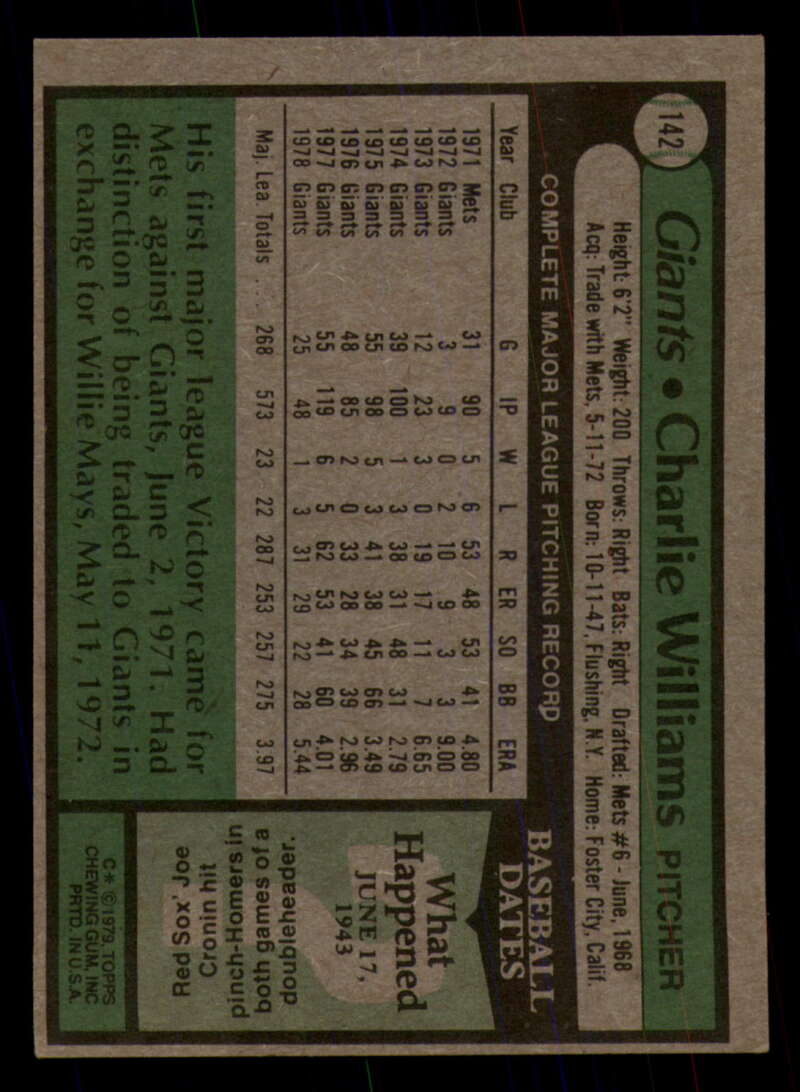 142
Giants • Charlie Williams PITCHER
Height: 6'2" Weight: 200 Throws: Right Bats: Right Drafted: Mets #6 - June, 1968
Acq: Trade with Mets, 5-11-72 Born: 10-11-47, Flushing, N.Y. Home: Foster City, Calif.
COMPLETE MAJOR LEAGUE PITCHING RECORD
Year Club G IP W L R ER SO BB ERA
1971 Mets 31 90 5 6 53 48 53 41 4.80
1972 Giants 3 9 0 2 10 9 3 3 9.00
1973 Giants 12 23 3 0 19 17 11 7 6.65
1974 Giants 39 100 1 3 38 31 48 31 2.79
1975 Giants 55 98 5 3 41 38 45 66 3.49
1976 Giants 48 85 2 0 33 28 34 39 2.96
1977 Giants 55 119 6 5 62 53 41 60 4.01
1978 Giants 25 48 1 3 31 29 22 28 5.44
Maj. Lea. Totals .... 268 573 23 22 287 253 257 275 3.97
His first major league Victory came for
Mets against Giants, June 2, 1971. Had
distinction of being traded to Giants in
exchange for Willie Mays, May 11, 1972.
BASEBALL
DATES
What
Happened
JUNE 17,
1943
Red Sox' Joe
Cronin hit
pinch-Homers in
both games of a
doubleheader.
C* © 1979 TOPPS
CHEWING GUM, INC
PRTD. IN U.S.A.